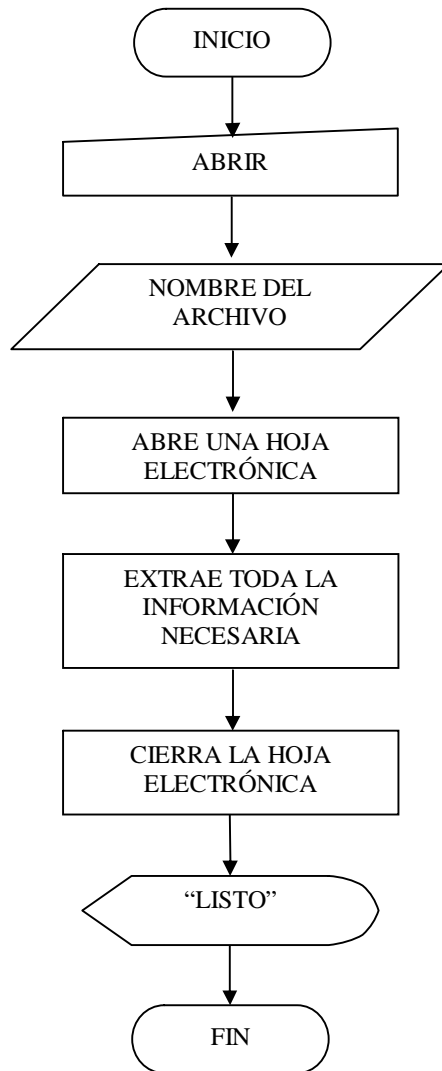 INICIO
ABRIR
NOMBRE DEL
ARCHIVO
ABRE UNA HOJA
ELECTRÓNICA
EXTRAE TODA LA
INFORMACIÓN
NECESARIA
CIERRA LA HOJA
ELECTRÓNICA
“LISTO”
FIN